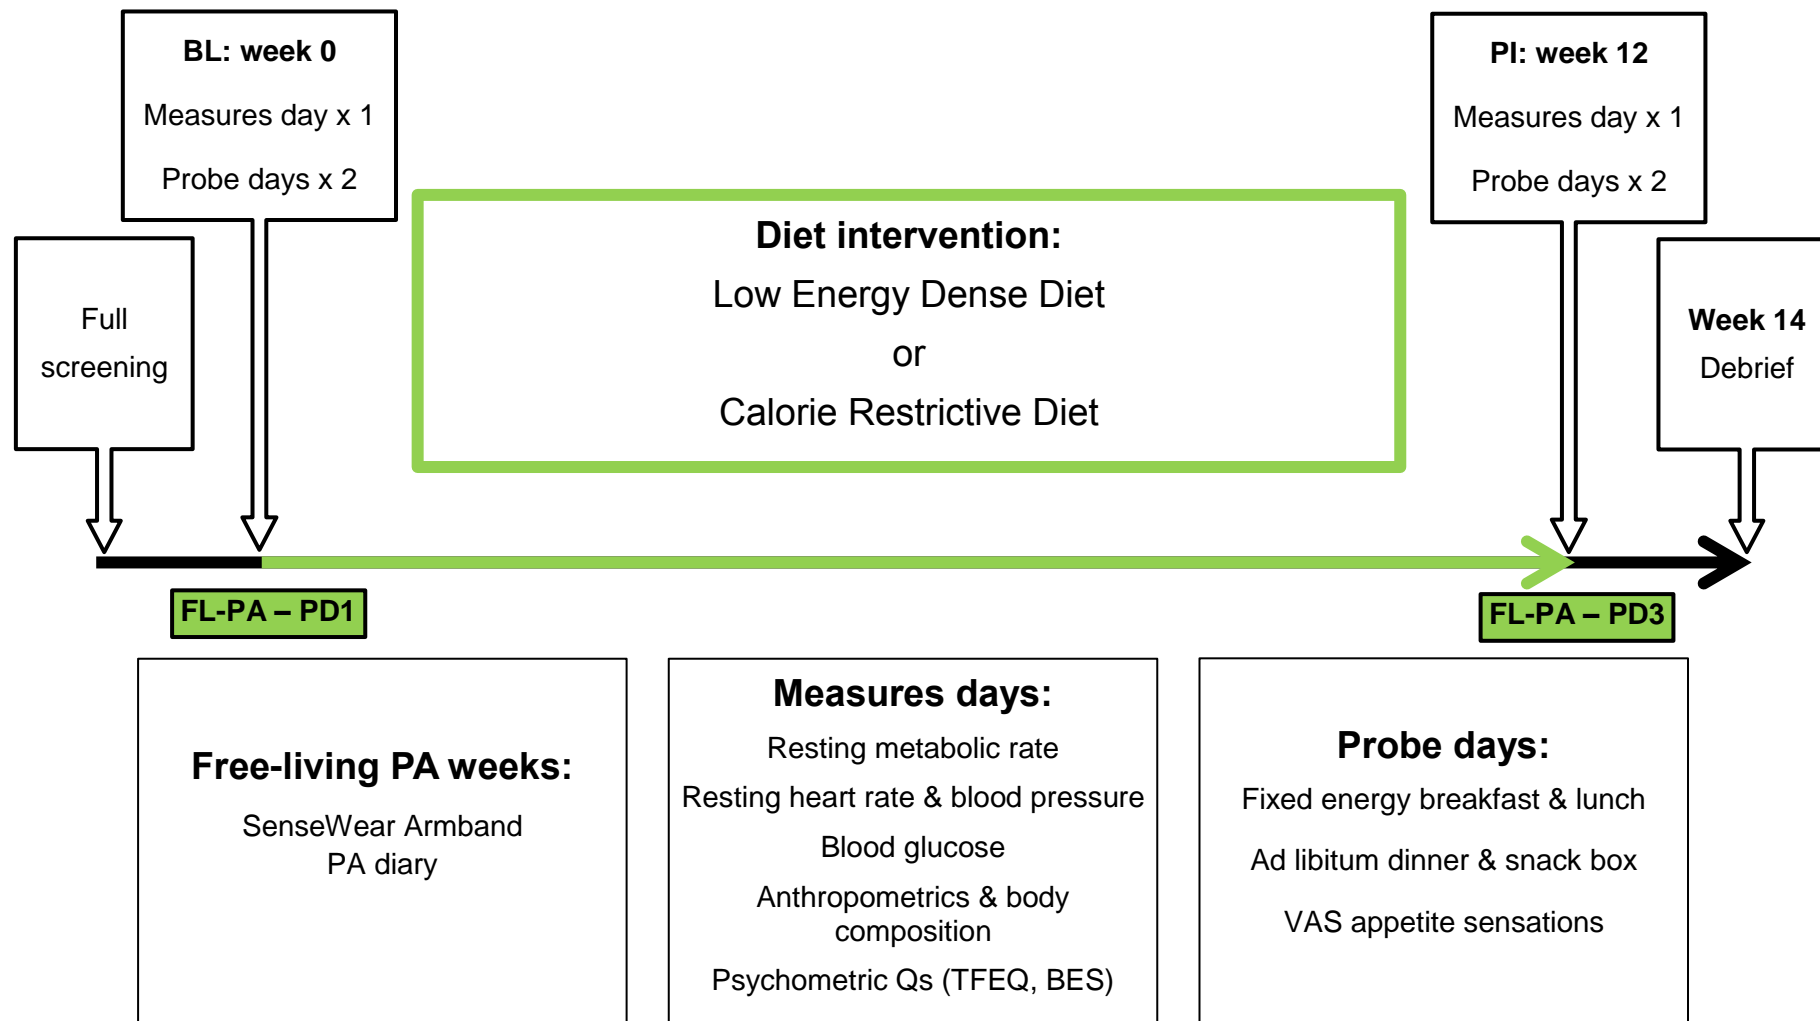 BL: week 0
Measures day x 1
Probe days x 2
PI: week 12
Measures day x 1
Probe days x 2
Full
screening
Diet intervention:
Low Energy Dense Diet
or
Calorie Restrictive Diet
Week 14
Debrief
FL-PA – PD1
FL-PA – PD3
Free-living PA weeks:
SenseWear Armband
PA diary
Measures days:
Resting metabolic rate
Resting heart rate & blood pressure
Blood glucose
Anthropometrics & body
composition
Psychometric Qs (TFEQ, BES)
Probe days:
Fixed energy breakfast & lunch
Ad libitum dinner & snack box
VAS appetite sensations